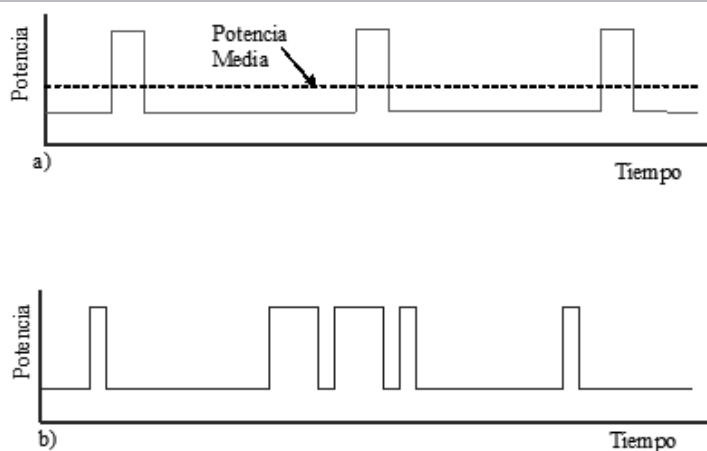 Potencia
Potencia
Media
a)
Tiempo
Potencia
b)
Tiempo